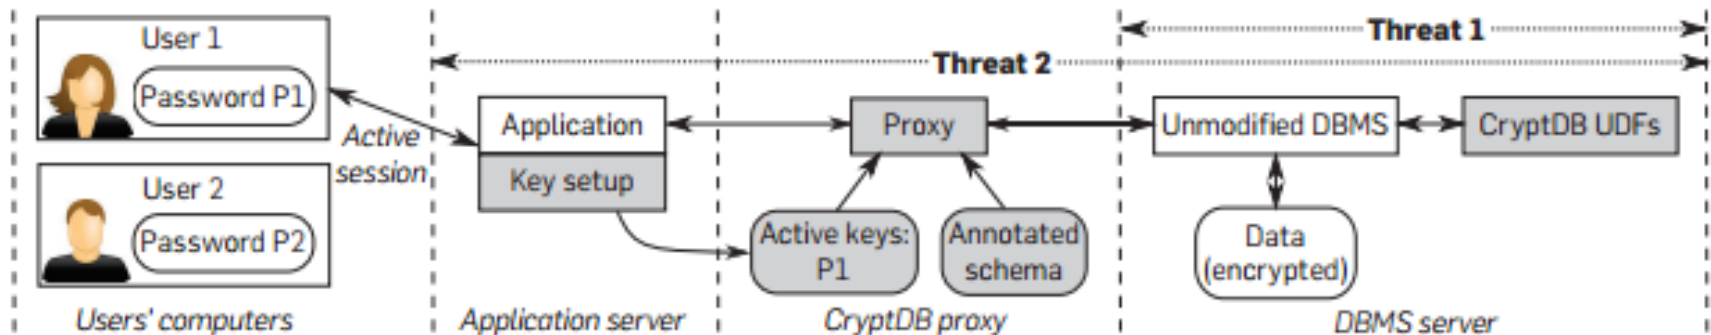 Threat 1
Threat 2
User 1
Password P1
Active
session
User 2
Password P2
Application
Key setup
Proxy
Active keys:
P1
Annotated
schema
Unmodified DBMS
CryptDB UDFs
Data
(encrypted)
Users' computers
Application server
CryptDB proxy
DBMS server